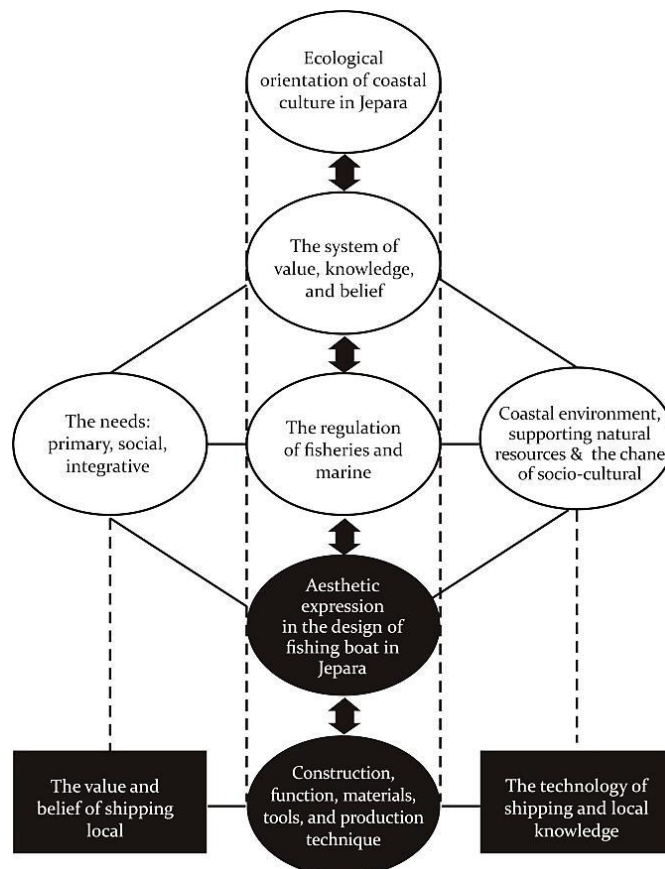 Ecological
orientation of coastal
culture in Jepara
The system of
value, knowledge,
and belief
The needs:
primary, social,
integrative
The regulation
of fisheries and
marine
Coastal environment,
supporting natural
resources & the chane
of socio-cultural
Aesthetic
expression
in the design of
fishing boat in
Jepara
The value and
belief of shipping
local
Construction,
function, materials,
tools, and production
technique
The technology of
shipping and local
knowledge